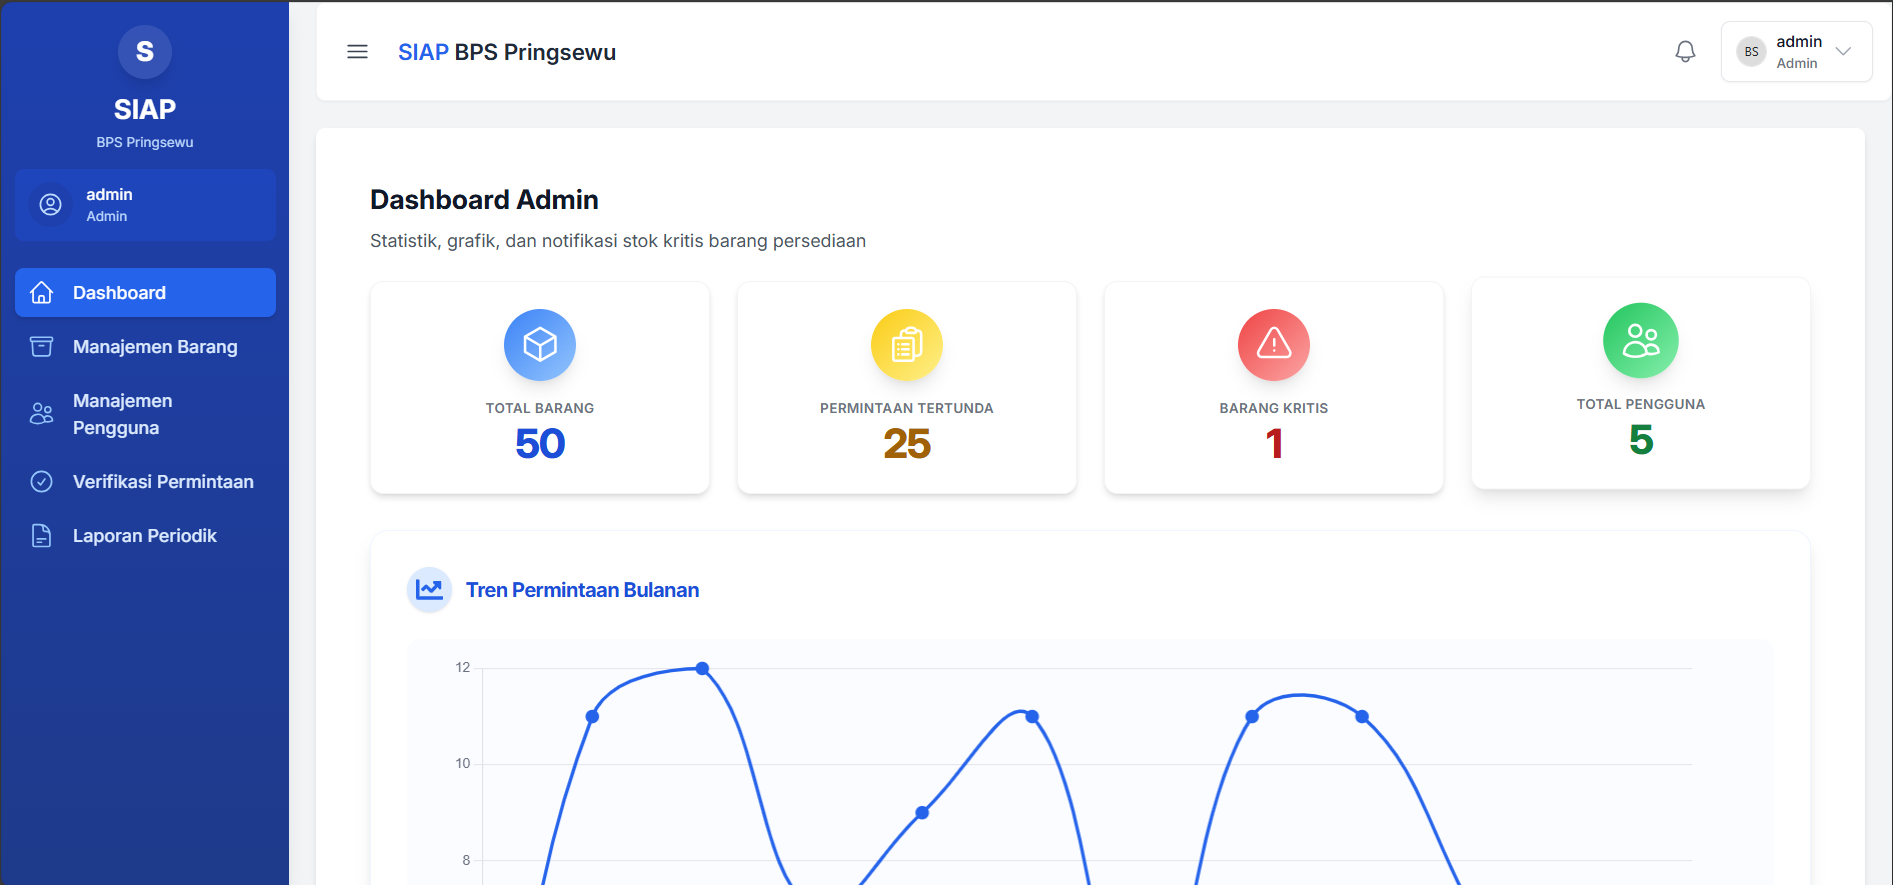 S
SIAP
BPS Pringsewu
admin
Admin
Dashboard
Manajemen Barang
Manajemen
Pengguna
Verifikasi Permintaan
Laporan Periodik
SIAP BPS Pringsewu
BS
admin
Admin
Dashboard Admin
Statistik, grafik, dan notifikasi stok kritis barang persediaan
TOTAL BARANG
50
PERMINTAAN TERTUNDA
25
BARANG KRITIS
1
TOTAL PENGGUNA
5
Tren Permintaan Bulanan
12
10
8